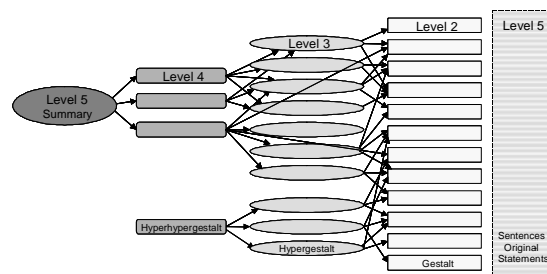 Level 5
Summary
Level 4
Hyperhypergestalt
Level 3
Hypergestalt
Level 2
Gestalt
Level 5
Sentences
Original
Statements